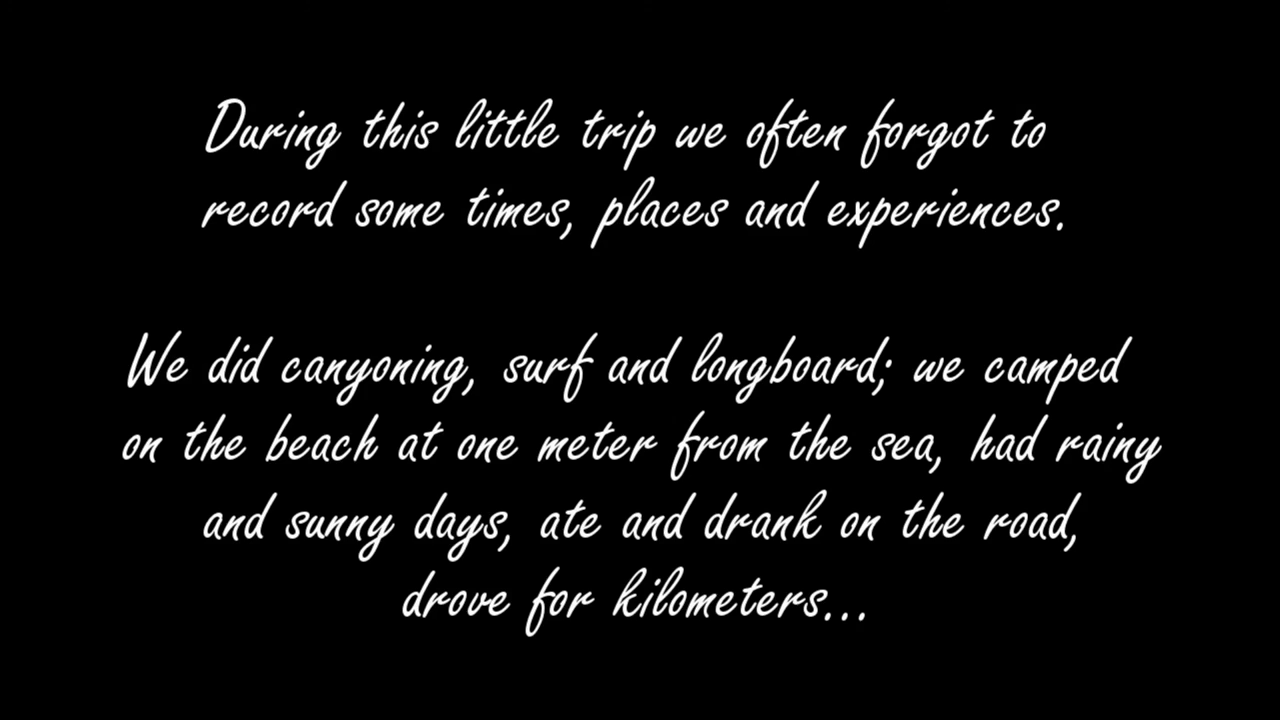 During this little trip we often forgot to
record some times, places and experiences.
We did canyoning, surf and longboard; we camped
on the beach at one meter from the sea, had rainy
and sunny days, ate and drank on the road,
drove for kilometers...